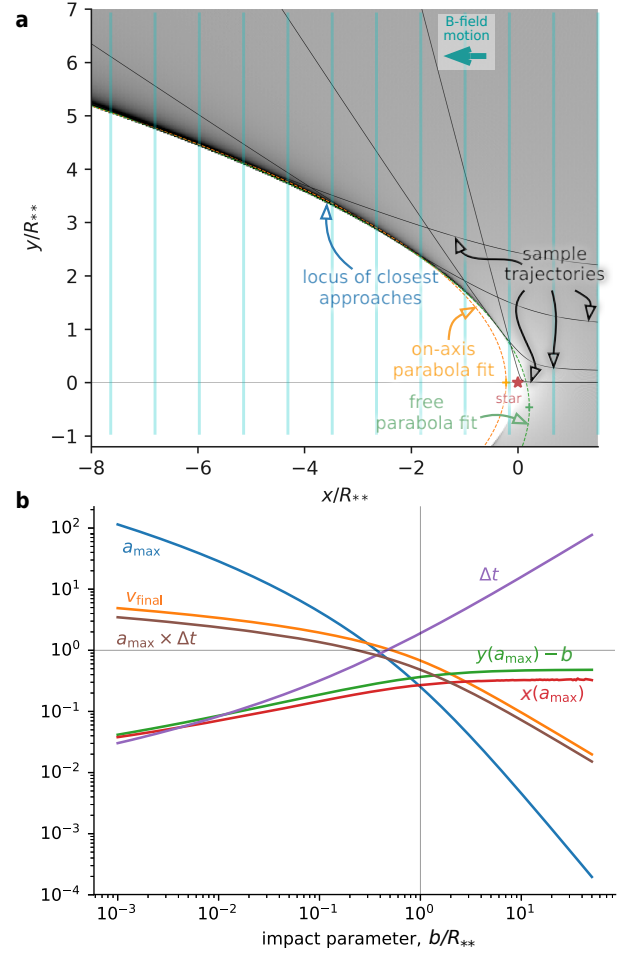 a
7
6
5
4
3
2
1
0
−1
y/R**
B-field
motion
sample
trajectories
locus of closest
approaches
on-axis
parabola fit
star
free
parabola fit
−8
−6
−4
−2
0
x/R**
b
10²
10¹
10⁰
10⁻¹
10⁻²
10⁻³
10⁻⁴
a_max
Δt
v_final
a_max × Δt
y(a_max) − b
x(a_max)
10⁻³
10⁻²
10⁻¹
10⁰
10¹
impact parameter, b/R**